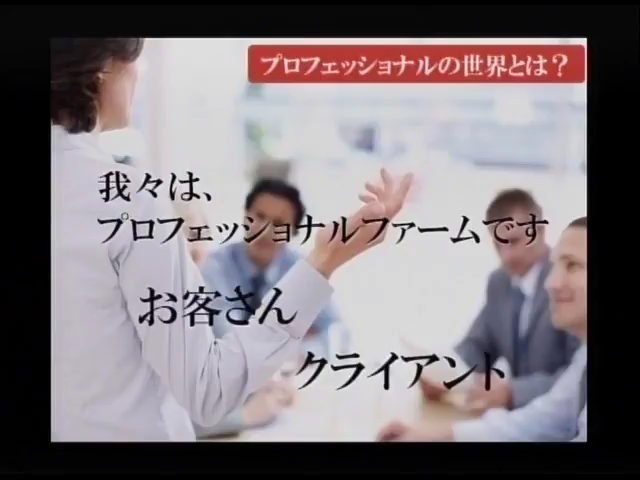 プロフェッショナルの世界とは？
我々は、
プロフェッショナルファームです
お客さん
クライアント